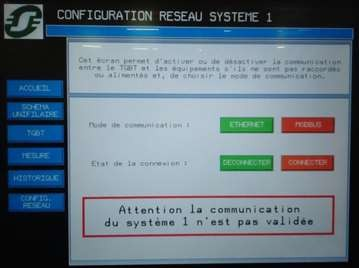 CONFIGURATION RESEAU SYSTEME 1
Cet écran permet d'activer ou de désactiver la communication
entre le TGBT et les équipements s'ils ne sont pas raccordés
ou alimentés et, de choisir le mode de communication.
ACCUEIL
SCHEMA
UNIFILAIRE
TGBT
MESURE
HISTORIQUE
CONFIG.
RESEAU
Mode de communication : ETHERNET MODBUS
Etat de la connexion : DECONNECTER CONNECTER
Attention la communication
du système 1 n'est pas validée